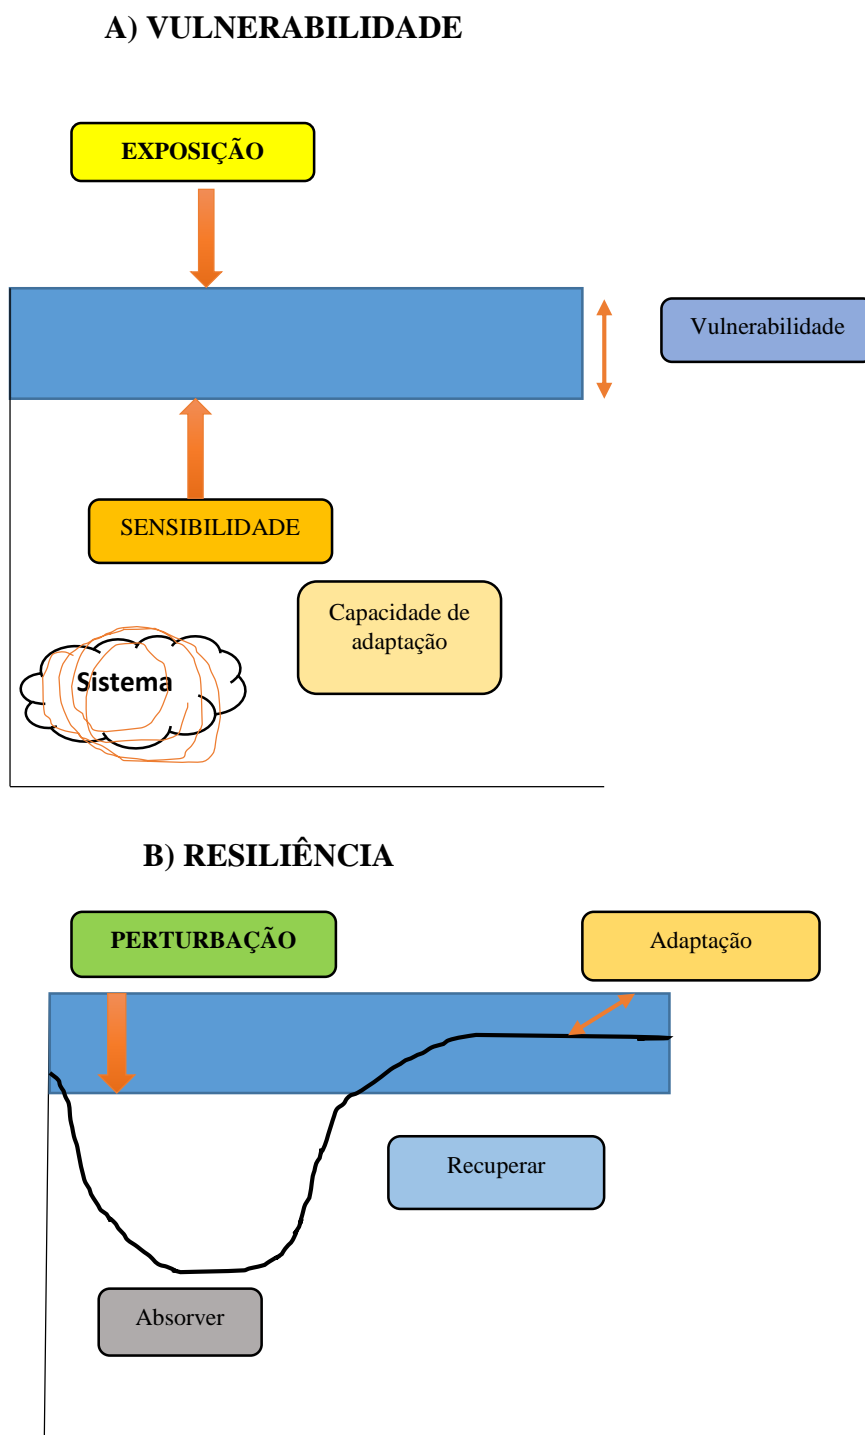 A) VULNERABILIDADE
EXPOSIÇÃO
Vulnerabilidade
SENSIBILIDADE
Capacidade de
adaptação
Sistema
B) RESILIÊNCIA
PERTURBAÇÃO
Adaptação
Recuperar
Absorver